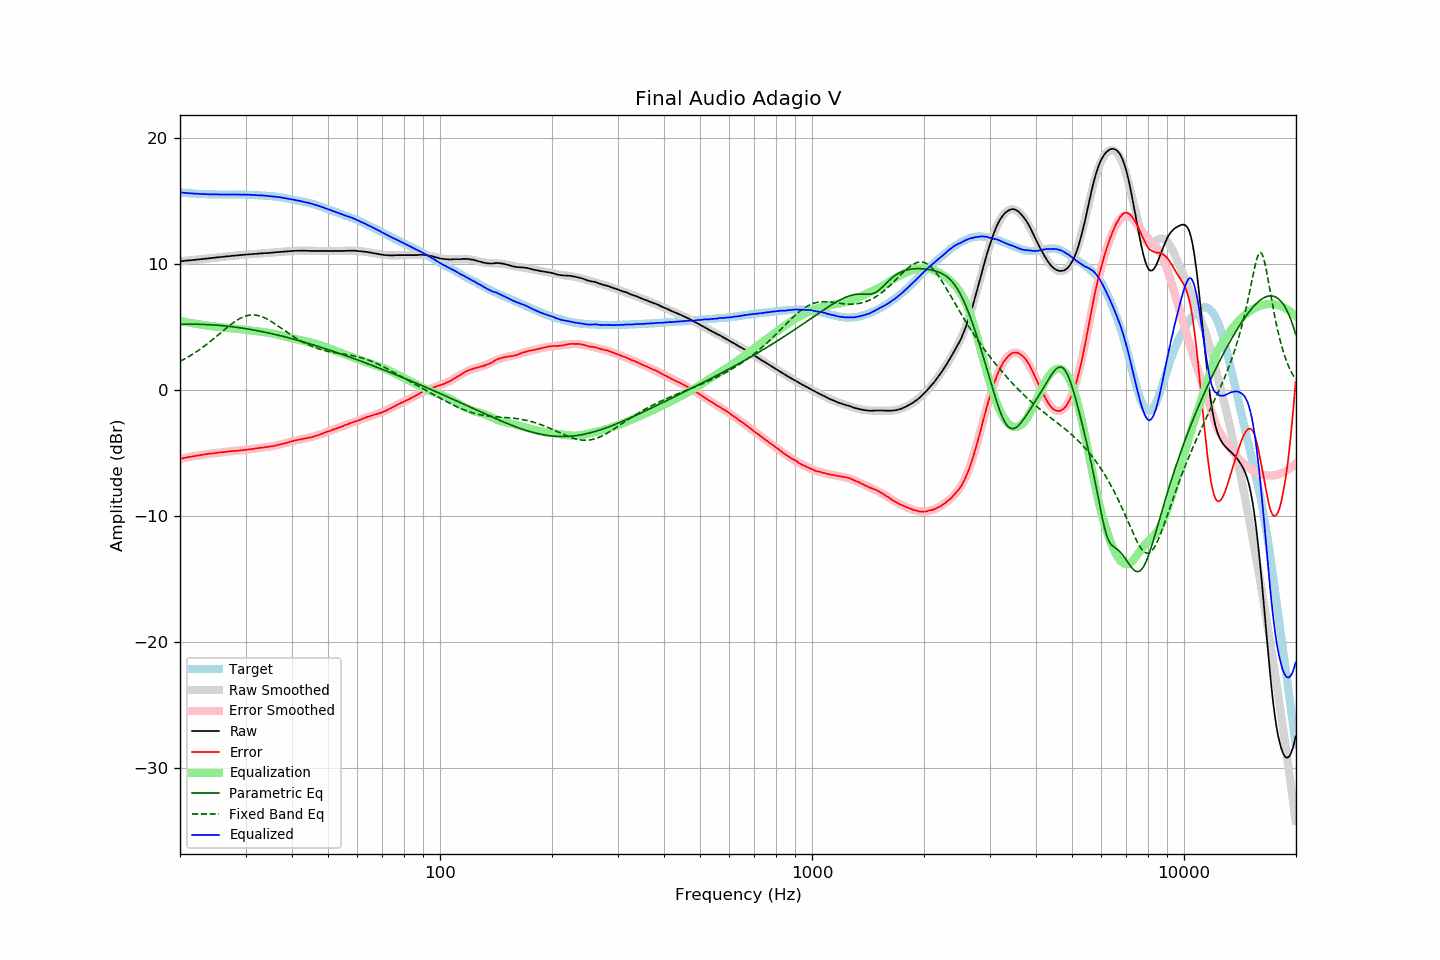 Final Audio Adagio V
20
10
0
−10
−20
−30
Amplitude (dBr)
Target
Raw Smoothed
Error Smoothed
Raw
Error
Equalization
Parametric Eq
Fixed Band Eq
Equalized
100 1000 10000
Frequency (Hz)